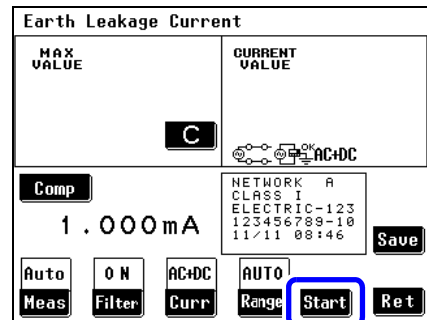 Earth Leakage Current
MAX
VALUE
CURRENT
VALUE
C
OK
AC+DC
Comp
1.000mA
NETWORK A
CLASS I
ELECTRIC-123
123456789-10
11/11 08:46
Save
Auto ON AC+DC AUTO
Meas Filter Curr Range Start Ret